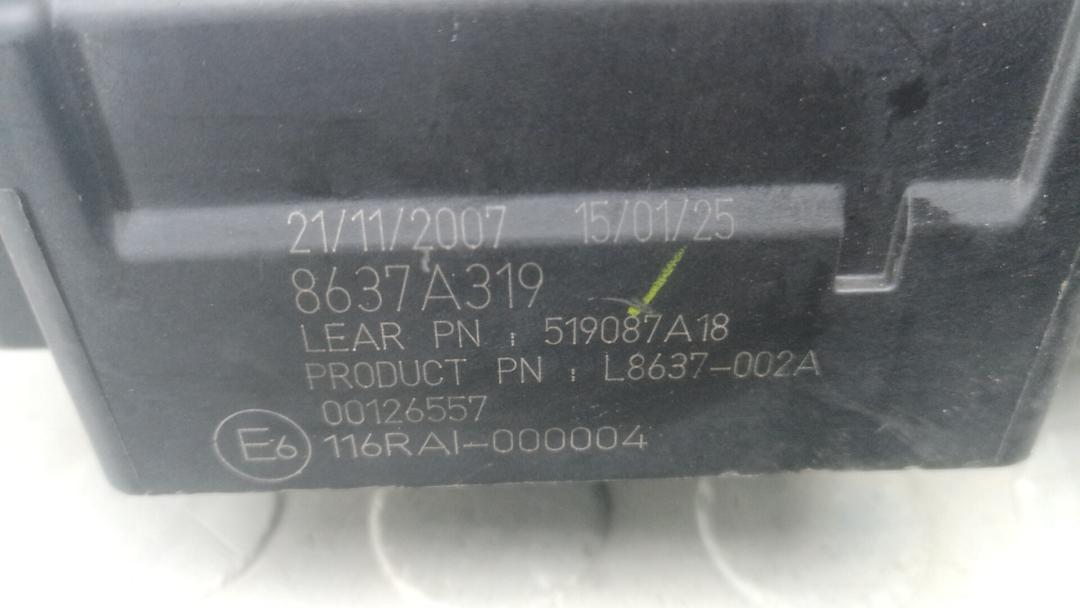 21/11/2007 15/01/25
8637A319
LEAR PN : 519087A18
PRODUCT PN : L8637-002A
00126557
E6 116RAI-000004